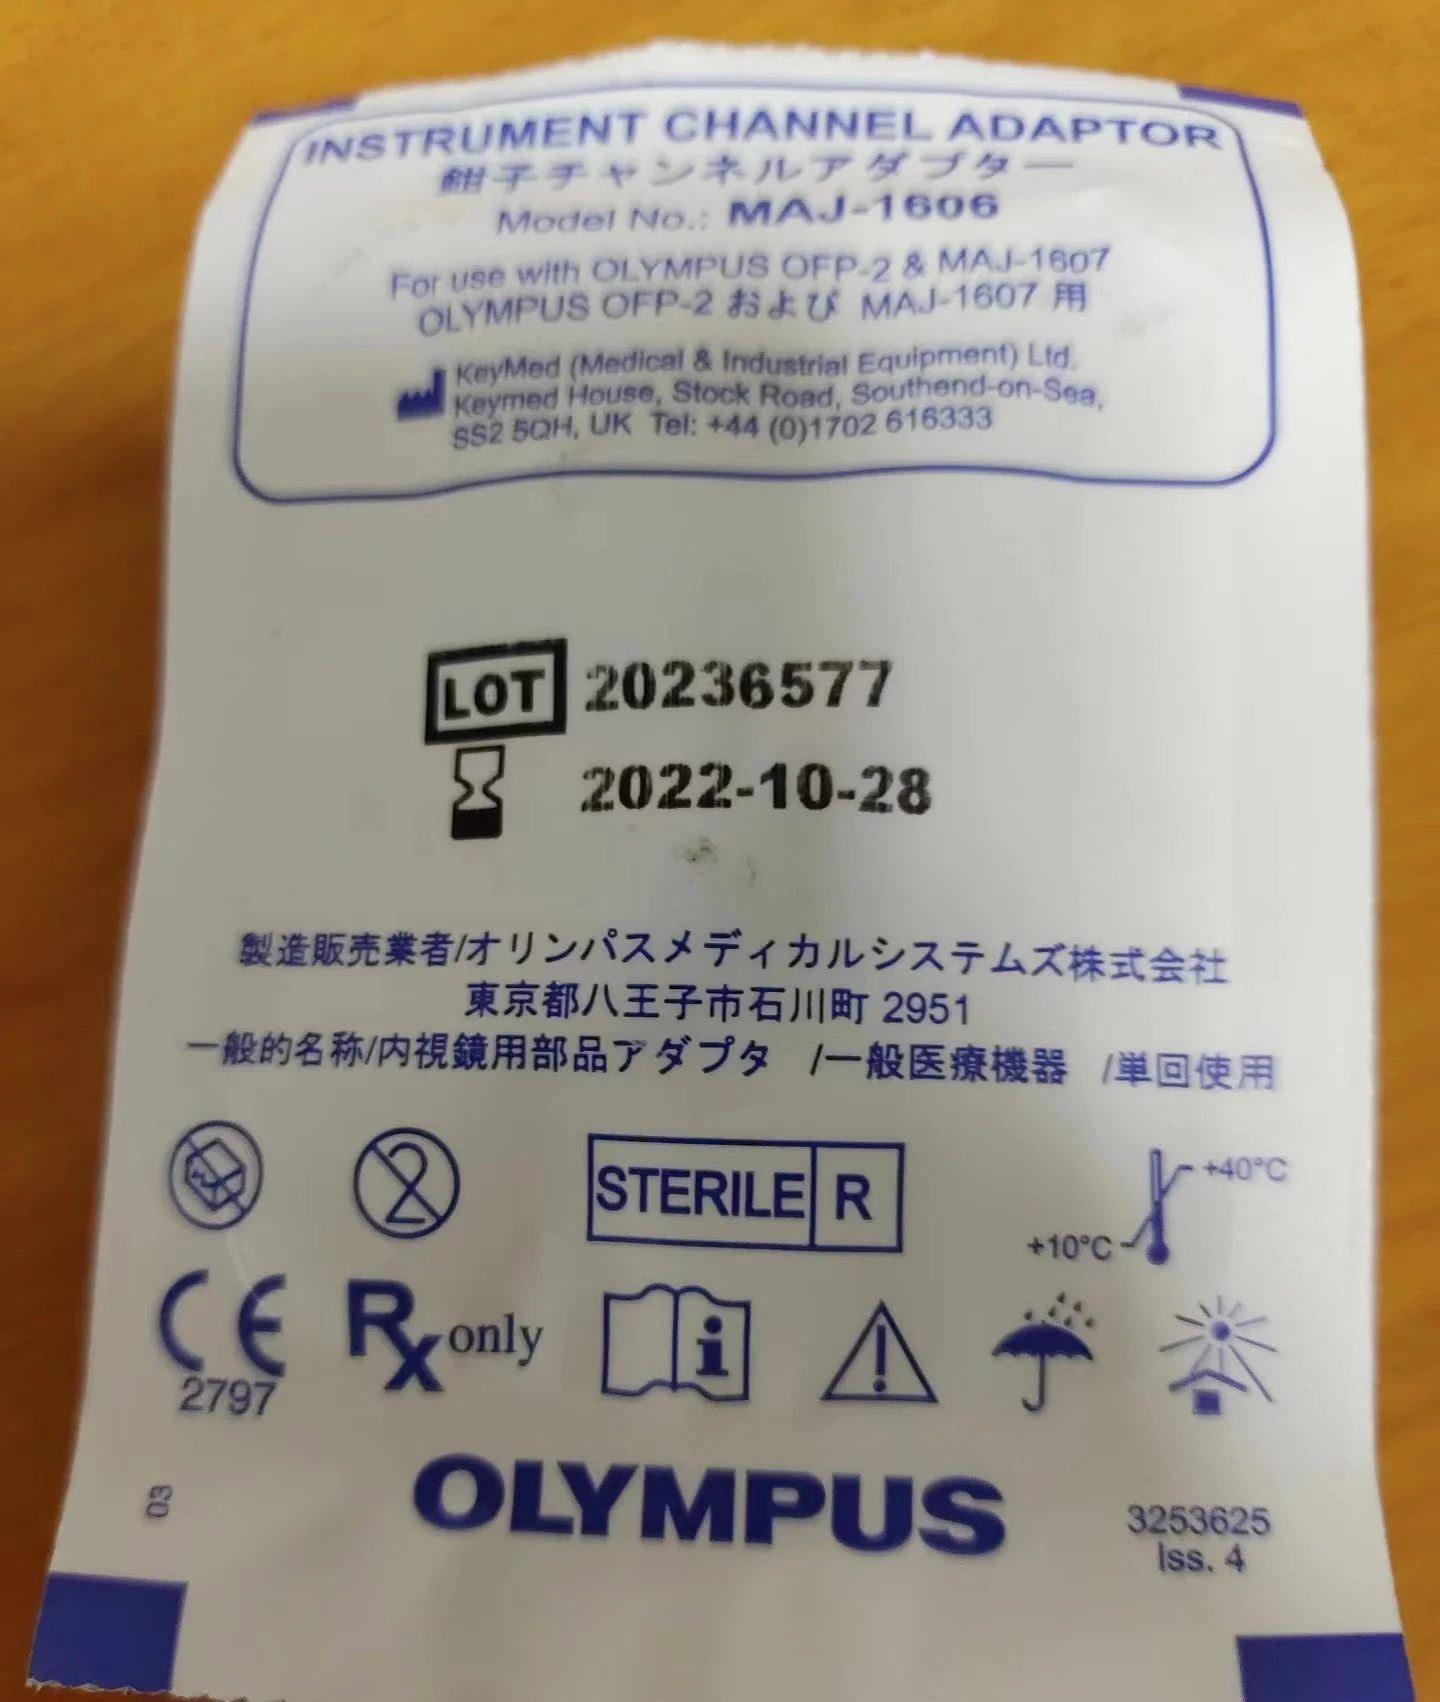 INSTRUMENT CHANNEL ADAPTOR
鉗子チャンネルアダプター
Model No.: MAJ-1606
For use with OLYMPUS OFP-2 & MAJ-1607
OLYMPUS OFP-2 および MAJ-1607 用
KeyMed (Medical & Industrial Equipment) Ltd.
Keymed House, Stock Road, Southend-on-Sea,
SS2 5QH, UK Tel: +44 (0)1702 616333
LOT 20236577
2022-10-28
製造販売業者/オリンパスメディカルシステムズ株式会社
東京都八王子市石川町 2951
一般的名称/内視鏡用部品アダプタ /一般医療機器 /単回使用
2 STERILE R +40°C
+10°C
CE Rx only i !
2797
03 OLYMPUS 3253625
Iss. 4